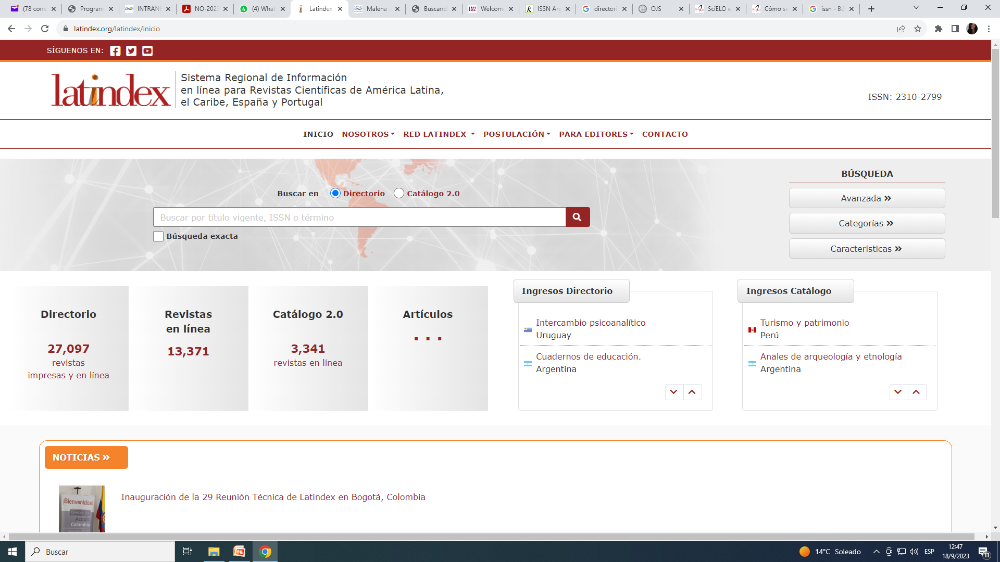 (78 corre
Program
INTRANE
NO-202
(4) What
Latindex
Malena -
Buscand
Welcom
ISSN Arg
directori
OJS
SciELO e
Cómo se
issn - Bú
latindex.org/latindex/inicio
SÍGUENOS EN:
latindex
Sistema Regional de Información
en línea para Revistas Científicas de América Latina,
el Caribe, España y Portugal
ISSN: 2310-2799
INICIO NOSOTROS RED LATINDEX POSTULACIÓN PARA EDITORES CONTACTO
Buscar en Directorio Catálogo 2.0
Buscar por título vigente, ISSN o término
Búsqueda exacta
BÚSQUEDA
Avanzada »
Categorías »
Características »
Directorio
27,097
revistas
impresas y en línea
Revistas
en línea
13,371
Catálogo 2.0
3,341
revistas en línea
Artículos
. . .
Ingresos Directorio
Intercambio psicoanalítico
Uruguay
Cuadernos de educación.
Argentina
Ingresos Catálogo
Turismo y patrimonio
Perú
Anales de arqueología y etnología
Argentina
NOTICIAS »
¡Bienvenidos!
Centro de
Acopio
Colombia
Inauguración de la 29 Reunión Técnica de Latindex en Bogotá, Colombia
Buscar
14°C Soleado
ESP
12:47
18/9/2023
11